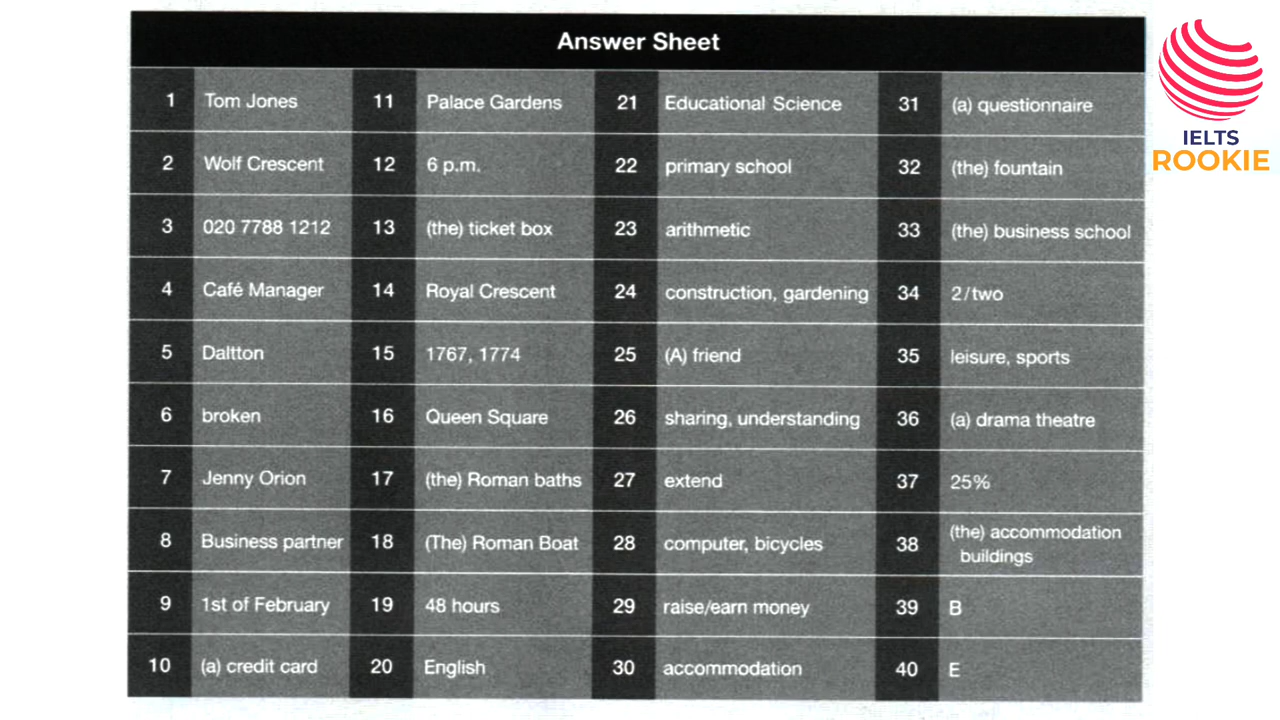 Answer Sheet
1 Tom Jones 11 Palace Gardens 21 Educational Science 31 (a) questionnaire
2 Wolf Crescent 12 6 p.m. 22 primary school 32 (the) fountain
3 020 7788 1212 13 (the) ticket box 23 arithmetic 33 (the) business school
4 Café Manager 14 Royal Crescent 24 construction, gardening 34 2/two
5 Daltton 15 1767, 1774 25 (A) friend 35 leisure, sports
6 broken 16 Queen Square 26 sharing, understanding 36 (a) drama theatre
7 Jenny Orion 17 (the) Roman baths 27 extend 37 25%
8 Business partner 18 (The) Roman Boat 28 computer, bicycles 38 (the) accommodation
buildings
9 1st of February 19 48 hours 29 raise/earn money 39 B
10 (a) credit card 20 English 30 accommodation 40 E
IELTS
ROOKIE